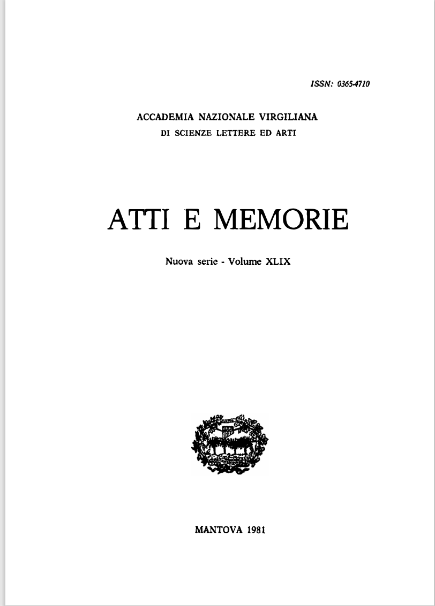 ISSN: 0365-4710
ACCADEMIA NAZIONALE VIRGILIANA
DI SCIENZE LETTERE ED ARTI
ATTI E MEMORIE
Nuova serie - Volume XLIX
MANTOVA 1981